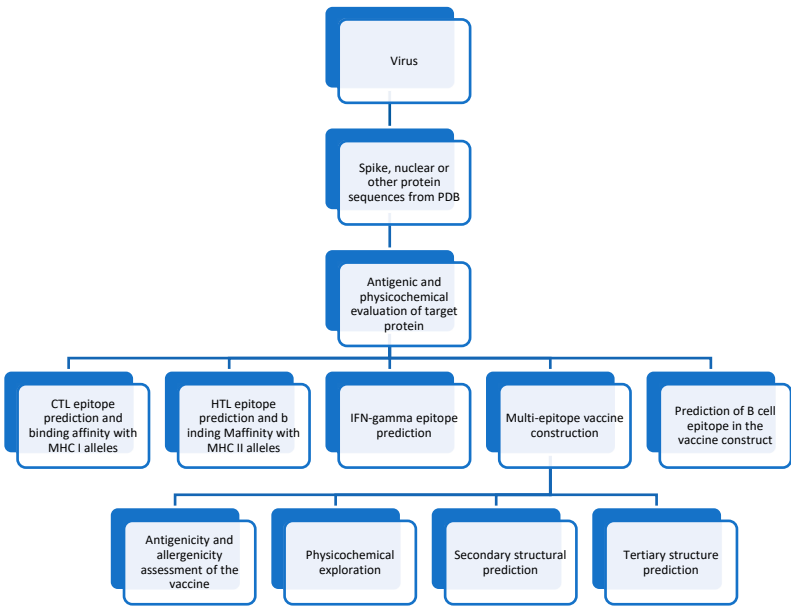 Virus
Spike, nuclear or
other protein
sequences from PDB
Antigenic and
physicochemical
evaluation of target
protein
CTL epitope
prediction and
binding affinity with
MHC I alleles
HTL epitope
prediction and b
inding Maffinity with
MHC II alleles
IFN-gamma epitope
prediction
Multi-epitope vaccine
construction
Prediction of B cell
epitope in the
vaccine construct
Antigenicity and
allergenicity
assessment of the
vaccine
Physicochemical
exploration
Secondary structural
prediction
Tertiary structure
prediction